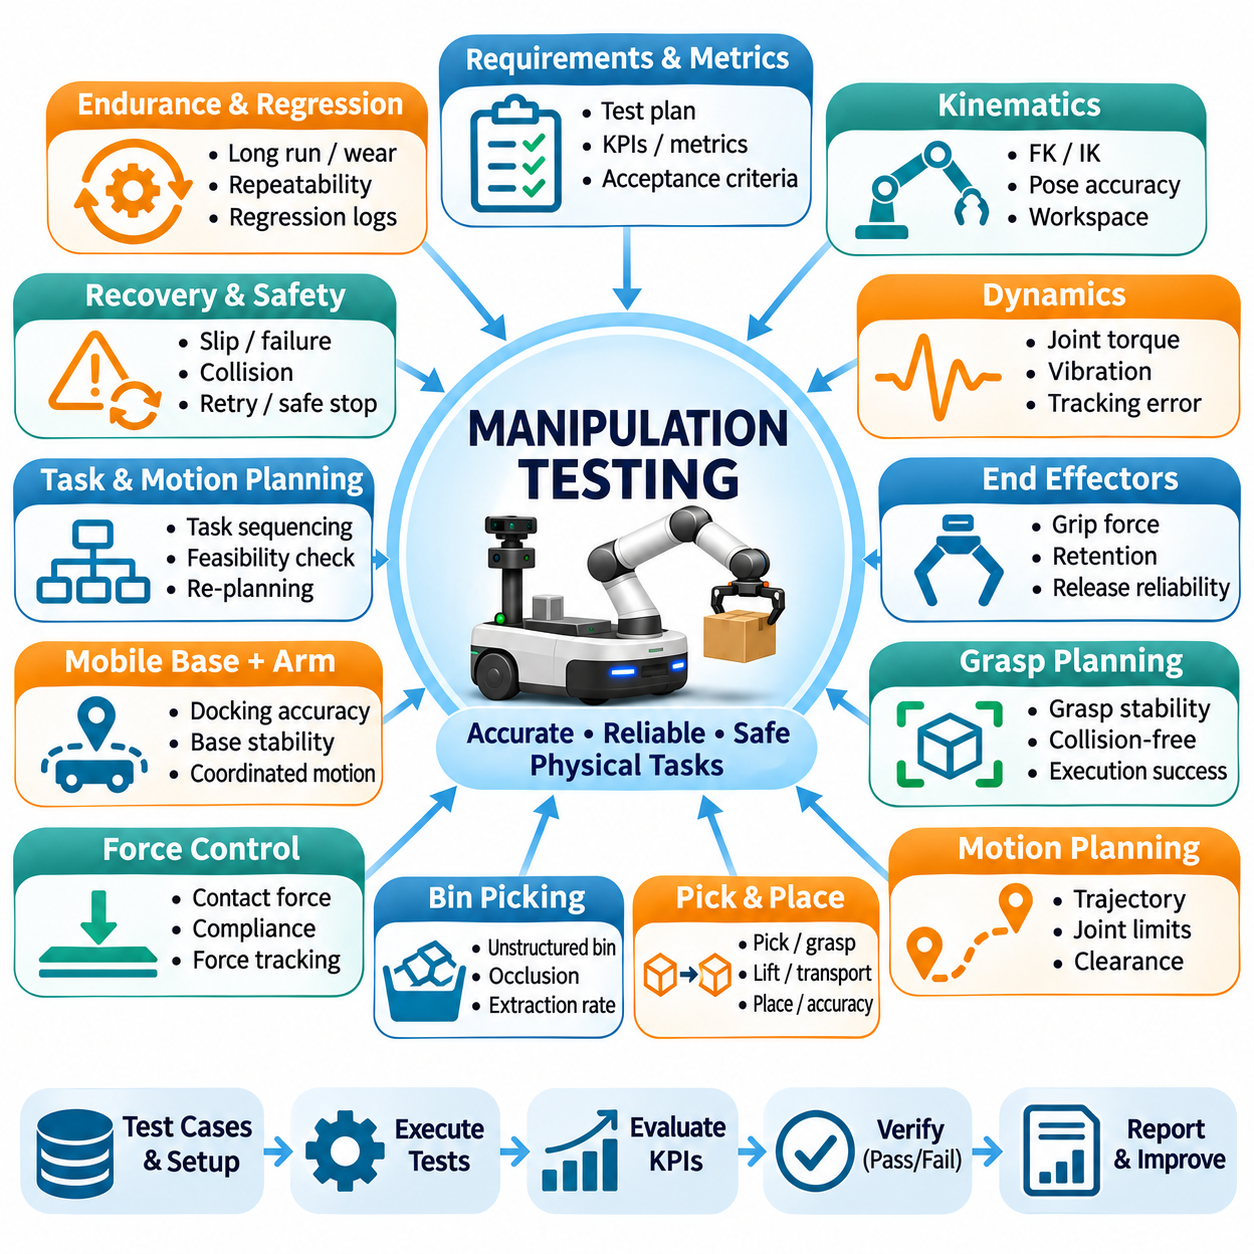 Requirements & Metrics
• Test plan
• KPIs / metrics
• Acceptance criteria
Endurance & Regression
• Long run / wear
• Repeatability
• Regression logs
Kinematics
• FK / IK
• Pose accuracy
• Workspace
Recovery & Safety
• Slip / failure
• Collision
• Retry / safe stop
Dynamics
• Joint torque
• Vibration
• Tracking error
MANIPULATION
TESTING
Task & Motion Planning
• Task sequencing
• Feasibility check
• Re-planning
End Effectors
• Grip force
• Retention
• Release reliability
Mobile Base + Arm
• Docking accuracy
• Base stability
• Coordinated motion
Grasp Planning
• Grasp stability
• Collision-free
• Execution success
Accurate • Reliable • Safe
Physical Tasks
Force Control
• Contact force
• Compliance
• Force tracking
Bin Picking
• Unstructured bin
• Occlusion
• Extraction rate
Pick & Place
• Pick / grasp
• Lift / transport
• Place / accuracy
Motion Planning
• Trajectory
• Joint limits
• Clearance
Test Cases
& Setup
Execute
Tests
Evaluate
KPIs
Verify
(Pass/Fail)
Report
& Improve